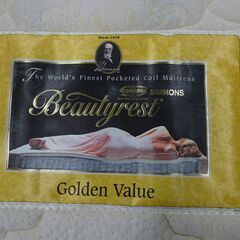 Since 1870
The World's Finest Pocketed Coil Mattress
SIMMONS
Beautyrest
Golden Value